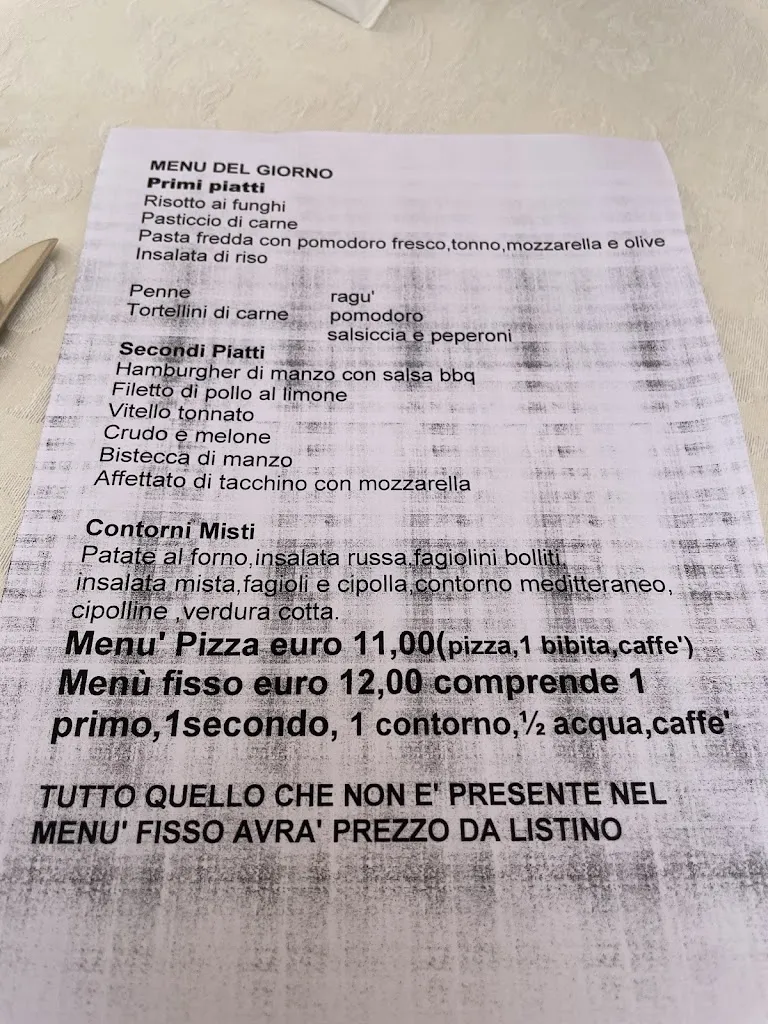 MENU DEL GIORNO
Primi piatti
Risotto ai funghi
Pasticcio di carne
Pasta fredda con pomodoro fresco,tonno,mozzarella e olive
Insalata di riso
Penne ragu'
Tortellini di carne pomodoro
salsiccia e peperoni
Secondi Piatti
Hamburgher di manzo con salsa bbq
Filetto di pollo al limone
Vitello tonnato
Crudo e melone
Bistecca di manzo
Affettato di tacchino con mozzarella
Contorni Misti
Patate al forno,insalata russa,fagiolini bolliti,
insalata mista,fagioli e cipolla,contorno meditteraneo,
cipolline ,verdura cotta.
Menu' Pizza euro 11,00(pizza,1 bibita,caffe')
Menù fisso euro 12,00 comprende 1
primo,1secondo, 1 contorno,½ acqua,caffe'
TUTTO QUELLO CHE NON E' PRESENTE NEL
MENU' FISSO AVRA' PREZZO DA LISTINO